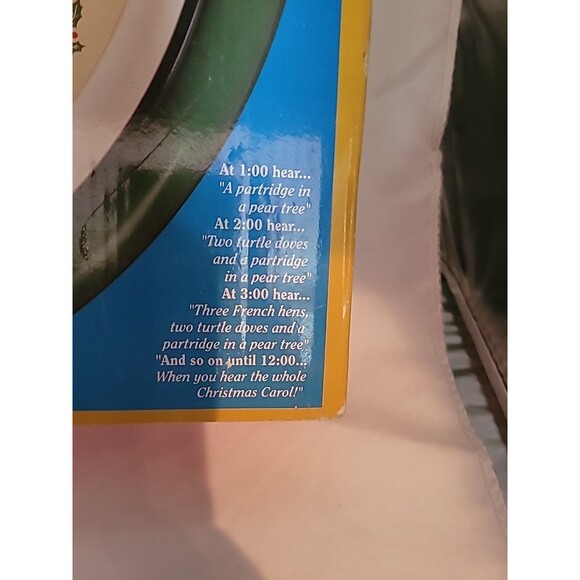 At 1:00 hear...
"A partridge in
a pear tree"
At 2:00 hear...
"Two turtle doves
and a partridge
in a pear tree"
At 3:00 hear...
"Three French hens,
two turtle doves and a
partridge in a pear tree"
"And so on until 12:00...
When you hear the whole
Christmas Carol!"